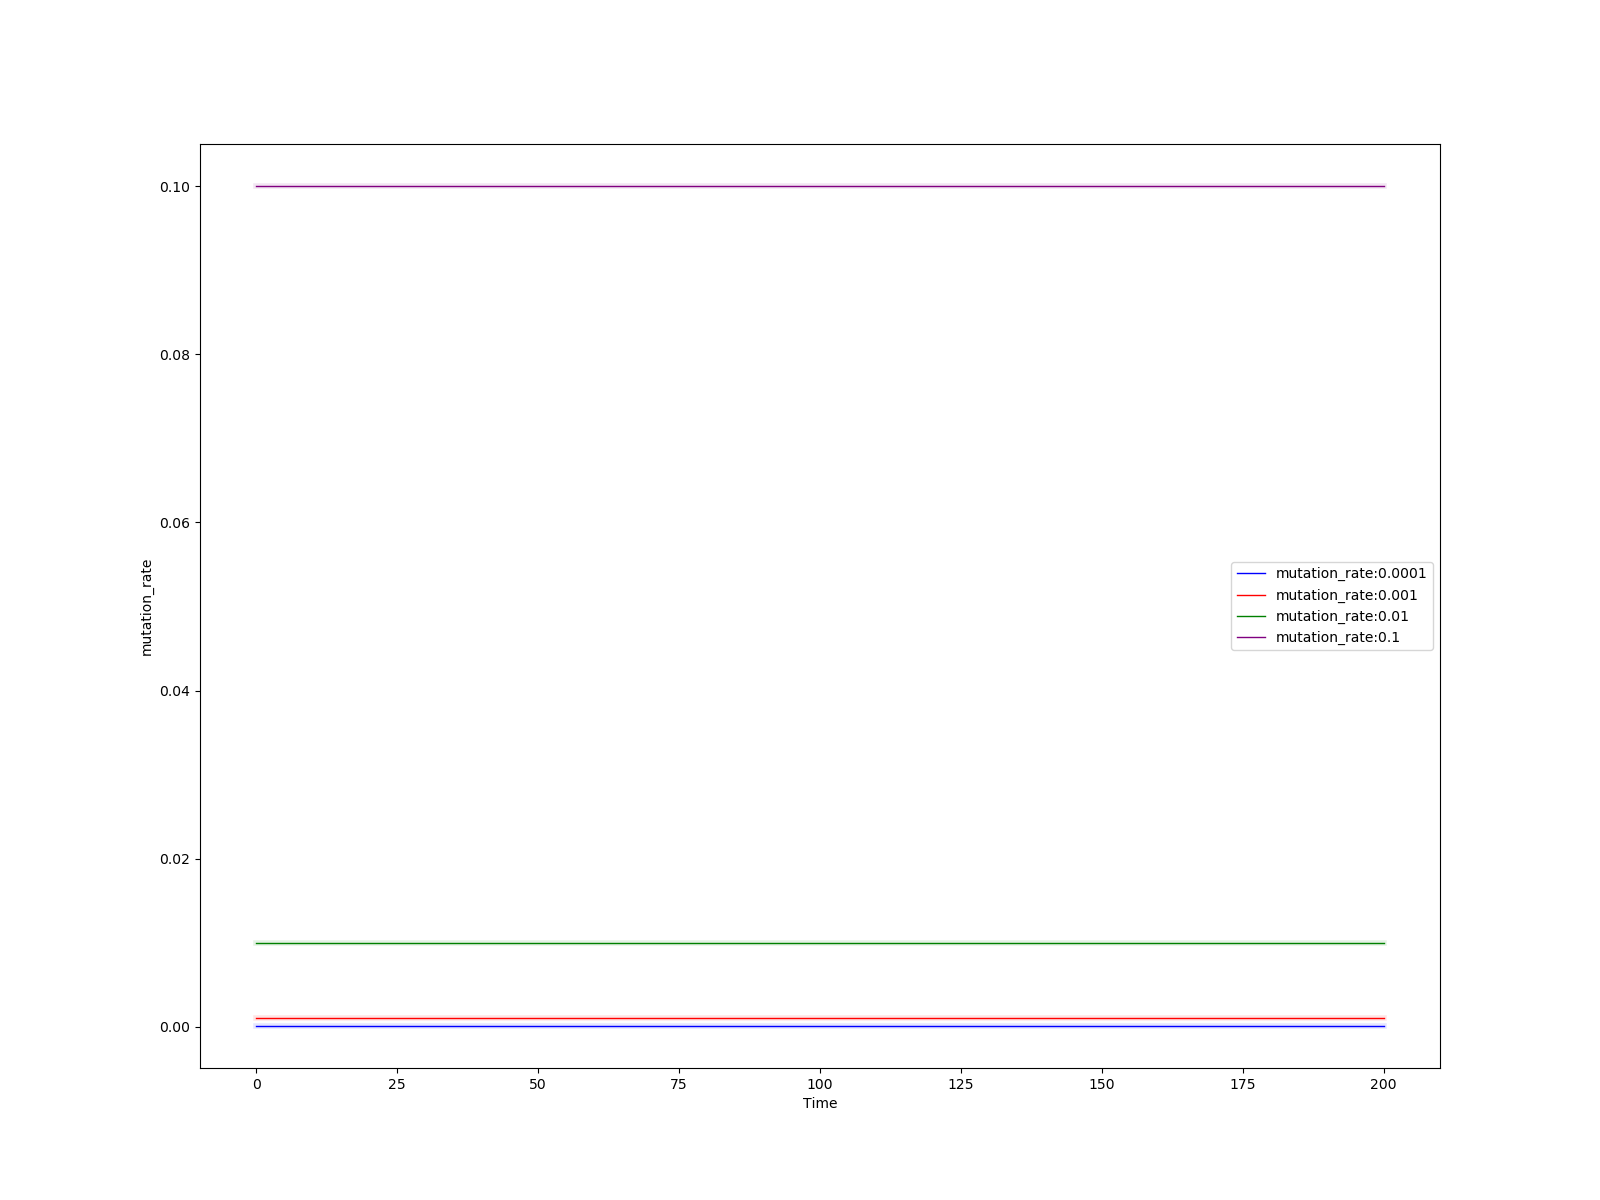 0.10
0.08
0.06
0.04
0.02
0.00
mutation_rate
mutation_rate:0.0001
mutation_rate:0.001
mutation_rate:0.01
mutation_rate:0.1
0 25 50 75 100 125 150 175 200
Time